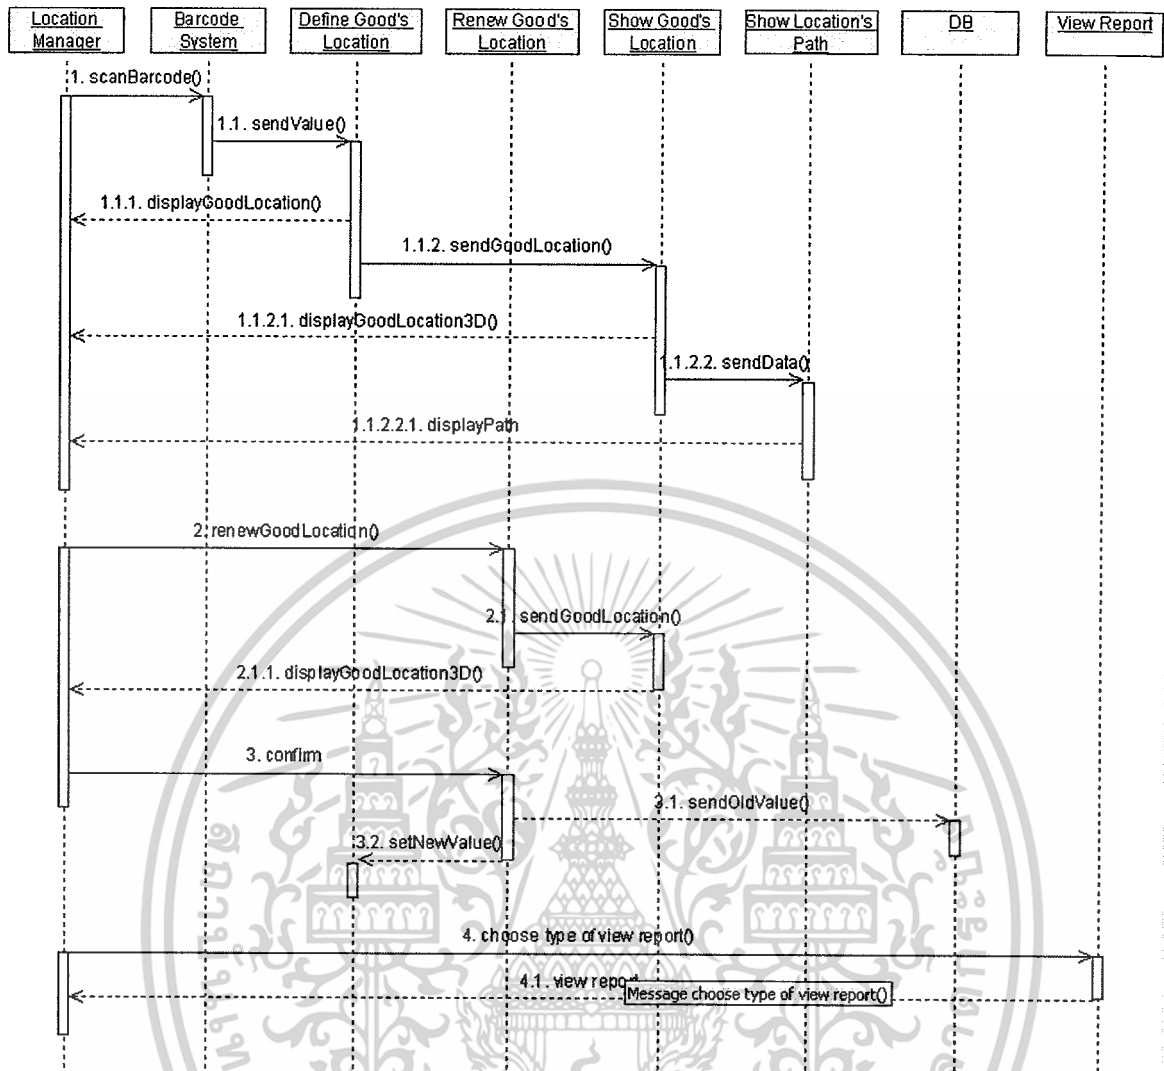 Location
Manager
Barcode
System
Define Good's
Location
Renew Good's
Location
Show Good's
Location
Show Location's
Path
DB
View Report
1. scanBarcode()
1.1. sendValue()
1.1.1. displayGoodLocation()
1.1.2. sendGoodLocation()
1.1.2.1. displayGoodLocation3D()
1.1.2.2. sendData()
1.1.2.2.1. displayPath
2. renewGoodLocation()
2.1. sendGoodLocation()
2.1.1. displayGoodLocation3D()
3. confirm
3.1. sendOldValue()
3.2. setNewValue()
4. choose type of view report()
4.1. view report
Message choose type of view report()